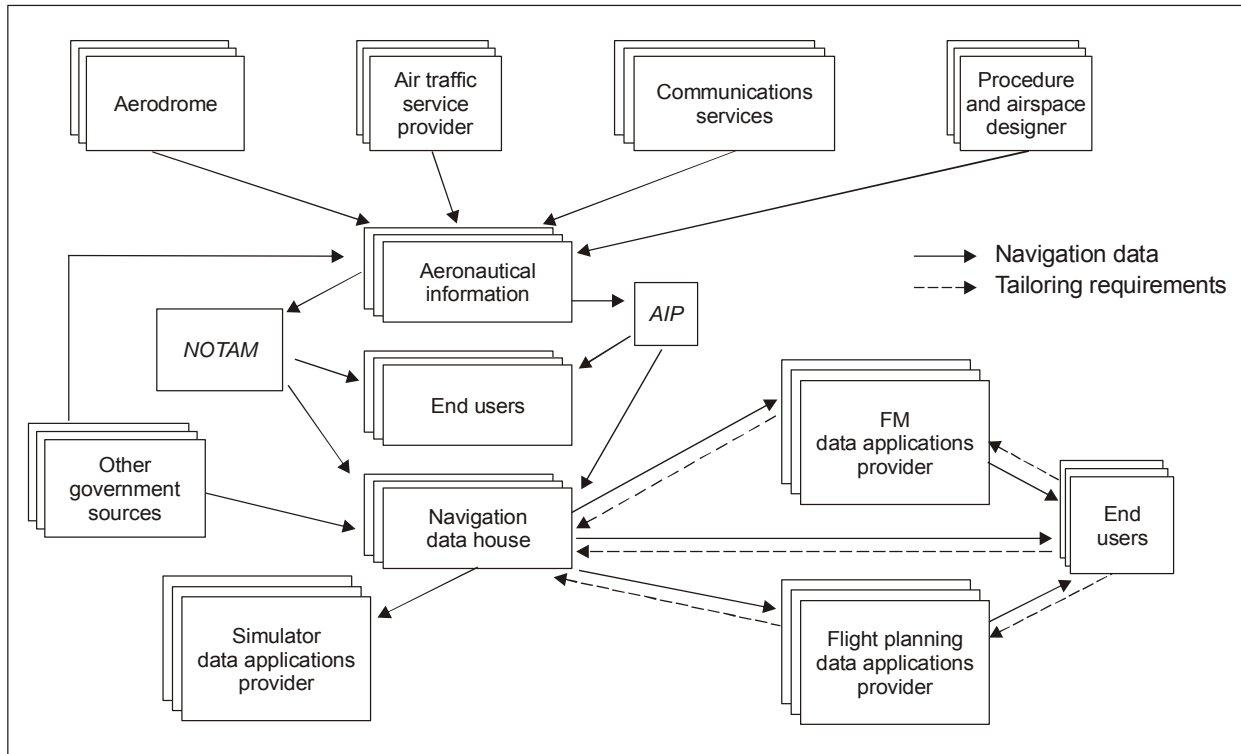 Aerodrome
Air traffic
service
provider
Communications
services
Procedure
and airspace
designer
Aeronautical
information
Navigation data
Tailoring requirements
AIP
NOTAM
End users
FM
data applications
provider
Other
government
sources
Navigation
data house
End
users
Simulator
data applications
provider
Flight planning
data applications
provider